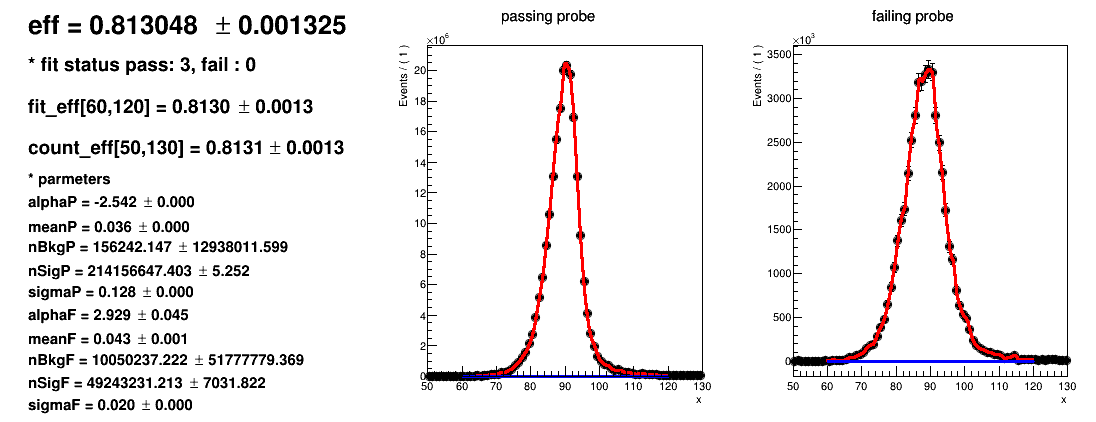 eff = 0.813048 ± 0.001325
* fit status pass: 3, fail : 0
fit_eff[60,120] = 0.8130 ± 0.0013
count_eff[50,130] = 0.8131 ± 0.0013
* parmeters
alphaP = -2.542 ± 0.000
meanP = 0.036 ± 0.000
nBkgP = 156242.147 ± 12938011.599
nSigP = 214156647.403 ± 5.252
sigmaP = 0.128 ± 0.000
alphaF = 2.929 ± 0.045
meanF = 0.043 ± 0.001
nBkgF = 10050237.222 ± 51777779.369
nSigF = 49243231.213 ± 7031.822
sigmaF = 0.020 ± 0.000
passing probe
×10⁶
Events / ( 1 )
20
18
16
14
12
10
8
6
4
2
0
50 60 70 80 90 100 110 120 130
x
failing probe
×10³
Events / ( 1 )
3500
3000
2500
2000
1500
1000
500
0
50 60 70 80 90 100 110 120 130
x